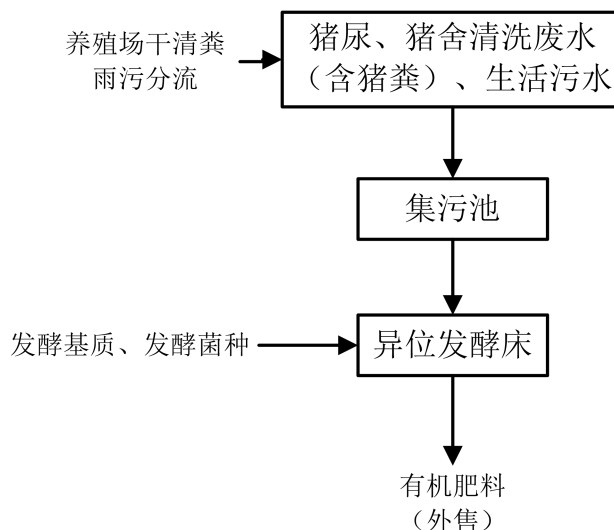 养殖场干清粪
雨污分流
猪尿、猪舍清洗废水
（含猪粪）、生活污水
集污池
发酵基质、发酵菌种
异位发酵床
有机肥料
（外售）